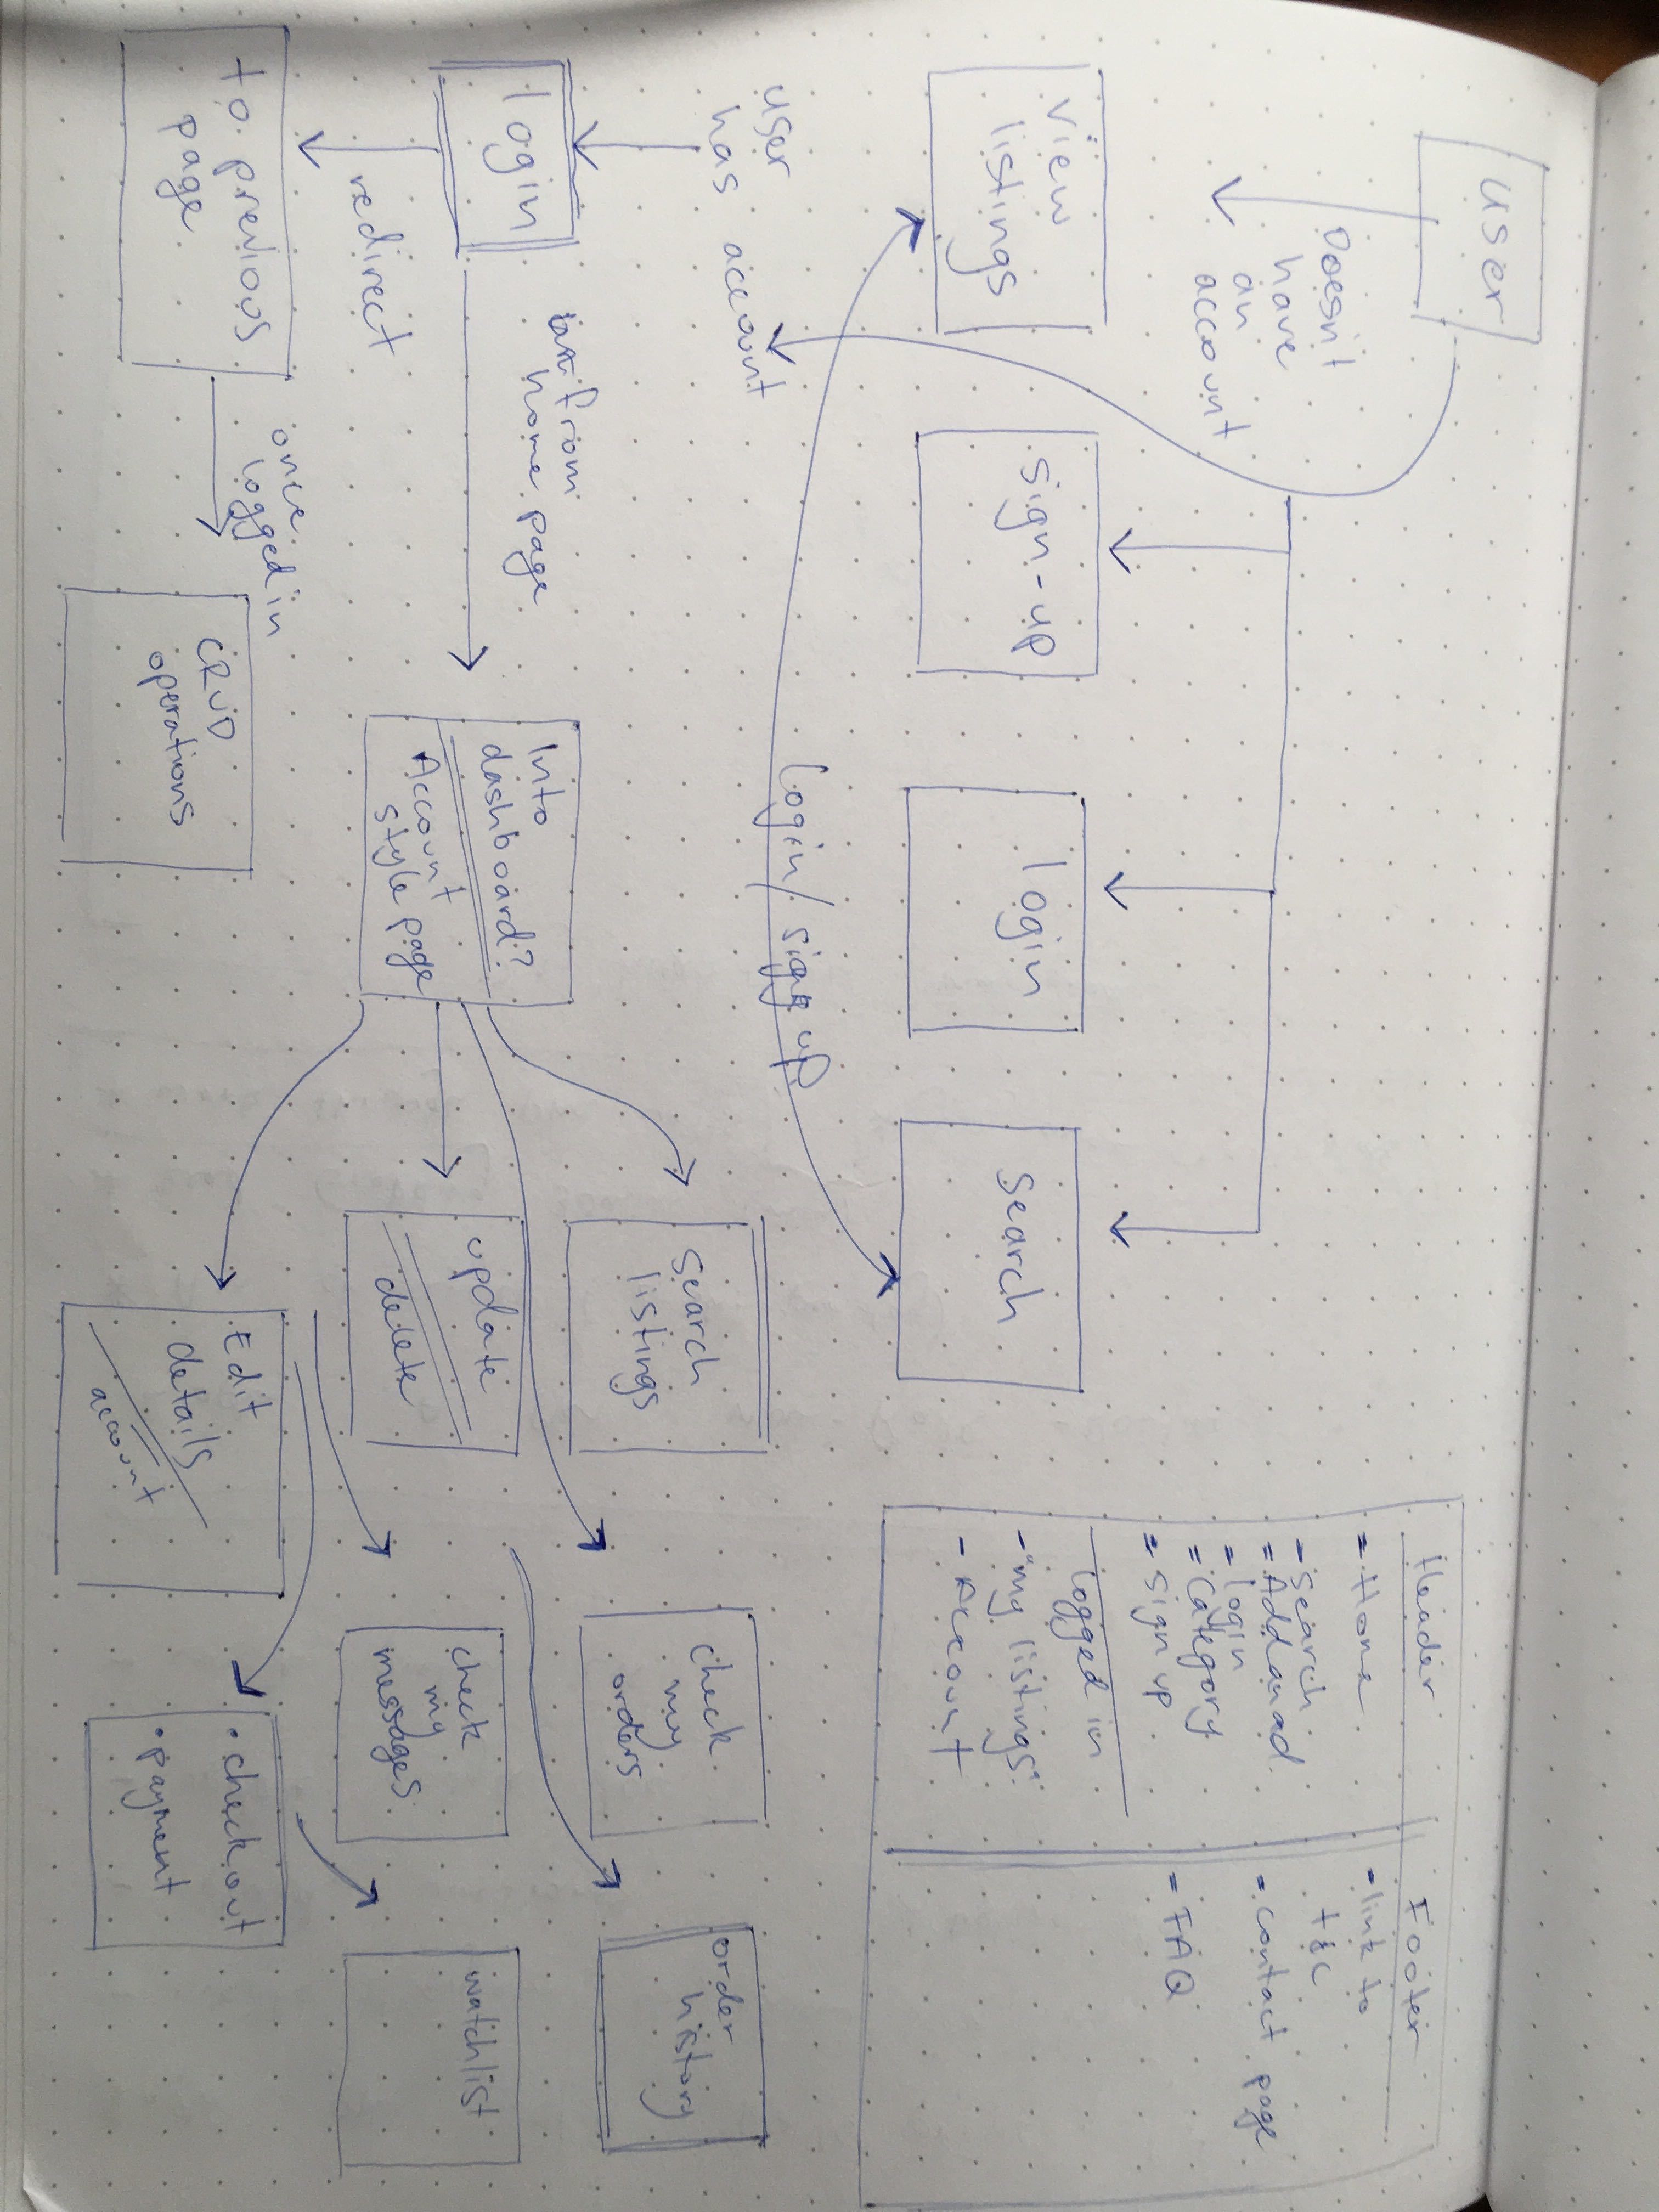 user
Doesn't
have
an
account
view
listings
sign-up
login
search
Header
- Home
- search
- Add an ad
- login
- category
- sign up
logged in
- "my listings"
- Account
Footer
- link to
t&c
- contact page
- FAQ
login/sign up
user
has account
login
from
home page
redirect
to previous
page
once
logged in
CRUD
operations
Into
dashboard?
Account
style page
search
listings
update
delete
Edit
details
account
check
my
orders
order
history
check
my
messages
watchlist
• checkout
• payment